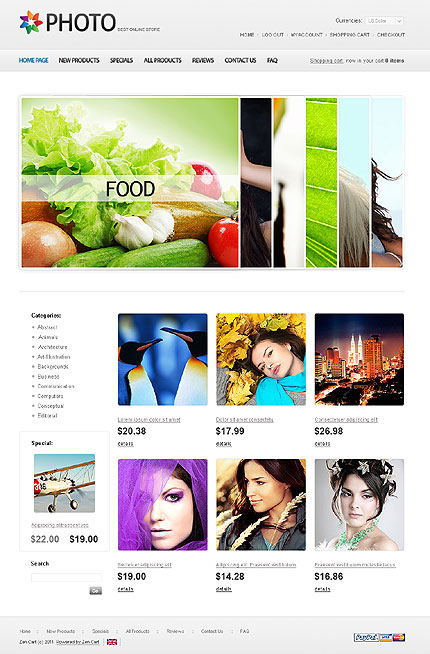 PHOTO BEST ONLINE STORE
Currencies: US Dollar
HOME / LOG OUT / MY ACCOUNT / SHOPPING CART / CHECKOUT
HOME PAGE NEW PRODUCTS SPECIALS ALL PRODUCTS REVIEWS CONTACT US FAQ
Shopping cart: now in your cart 0 items
FOOD
Categories:
Abstract
Animals
Architecture
Art-Illustration
Backgrounds
Business
Communication
Computers
Conceptual
Editorial
Lorem ipsum dolor sit amet
$20.38
details
Dolor sit amet consectetu
$17.99
details
Consectetuer adipiscing elit
$26.98
details
Special:
Adipiscing elit
$22.00 $19.00
Search
Go
adipiscing elit
$19.00
details
Adipiscing elit. Praesent vestibulum
$14.28
details
Praesent vestibulum
$16.86
details
Home :: New Products :: Specials :: All Products :: Reviews :: Contact Us :: FAQ
Zen Cart (c) 2011 Powered by Zen Cart
PayPal